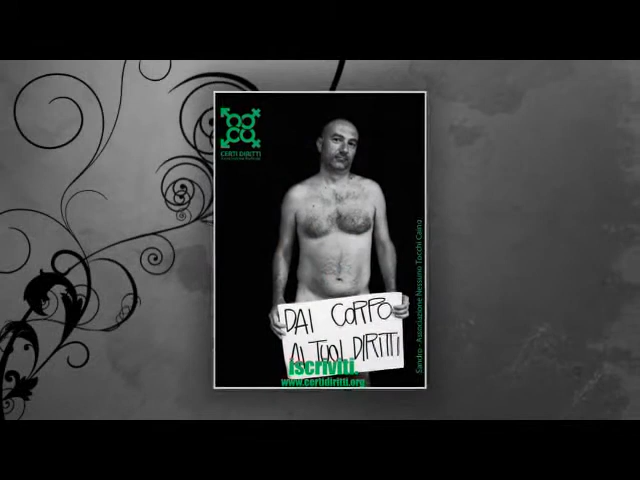 CERTI DIRITTI
DAI CORPO
AI TUOI DIRITTI
iscriviti.
www.certidiritti.org
Sandro - Associazione Nessuno Tocchi Caino